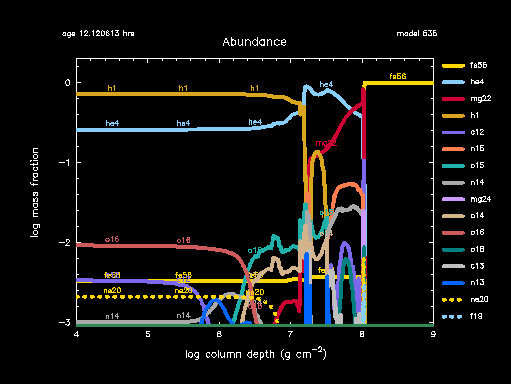 age 12.120613 hrs
model 636
Abundance
fe56
he4
mg22
h1
c12
n15
o15
n14
mg24
o14
o16
o18
c13
n13
ne20
f19
fe56
he4
h1 h1 h1
he4 he4 he4
mg22
o16 o16
o15
fe56 fe56
ne20 ne20 ne20
n14 n14
0
−1
−2
−3
4 5 6 7 8 9
log mass fraction
log column depth (g cm−2)